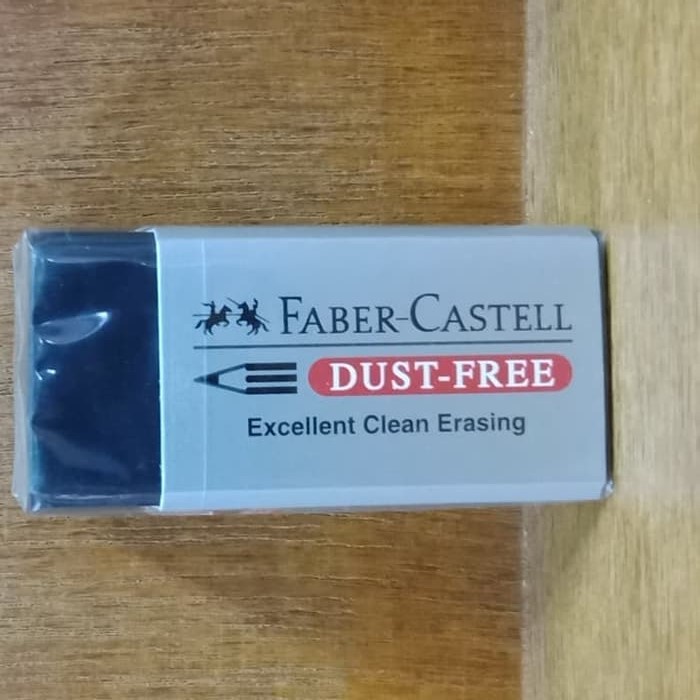 FABER-CASTELL
DUST-FREE
Excellent Clean Erasing